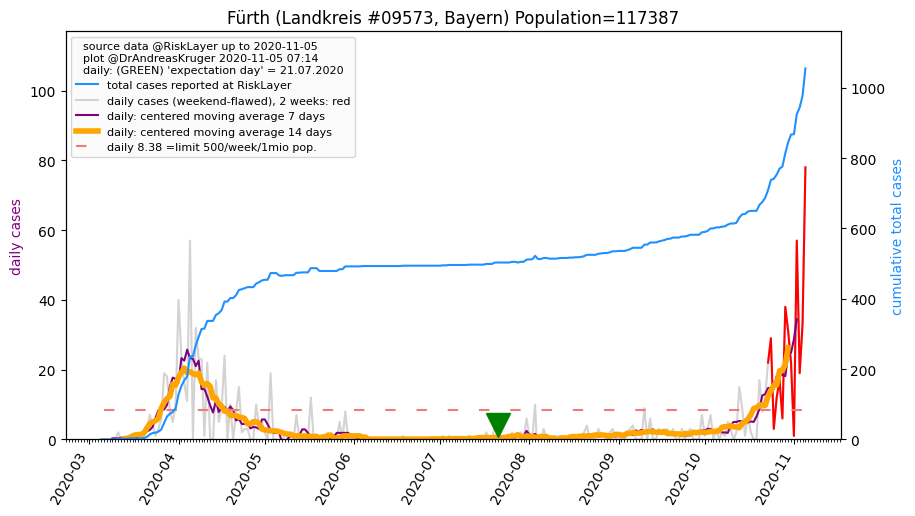 Fürth (Landkreis #09573, Bayern) Population=117387
source data @RiskLayer up to 2020-11-05
plot @DrAndreasKruger 2020-11-05 07:14
daily: (GREEN) 'expectation day' = 21.07.2020
total cases reported at RiskLayer
daily cases (weekend-flawed), 2 weeks: red
daily: centered moving average 7 days
daily: centered moving average 14 days
daily 8.38 =limit 500/week/1mio pop.
daily cases
100
80
60
40
20
0
cumulative total cases
1000
800
600
400
200
0
2020-03
2020-04
2020-05
2020-06
2020-07
2020-08
2020-09
2020-10
2020-11